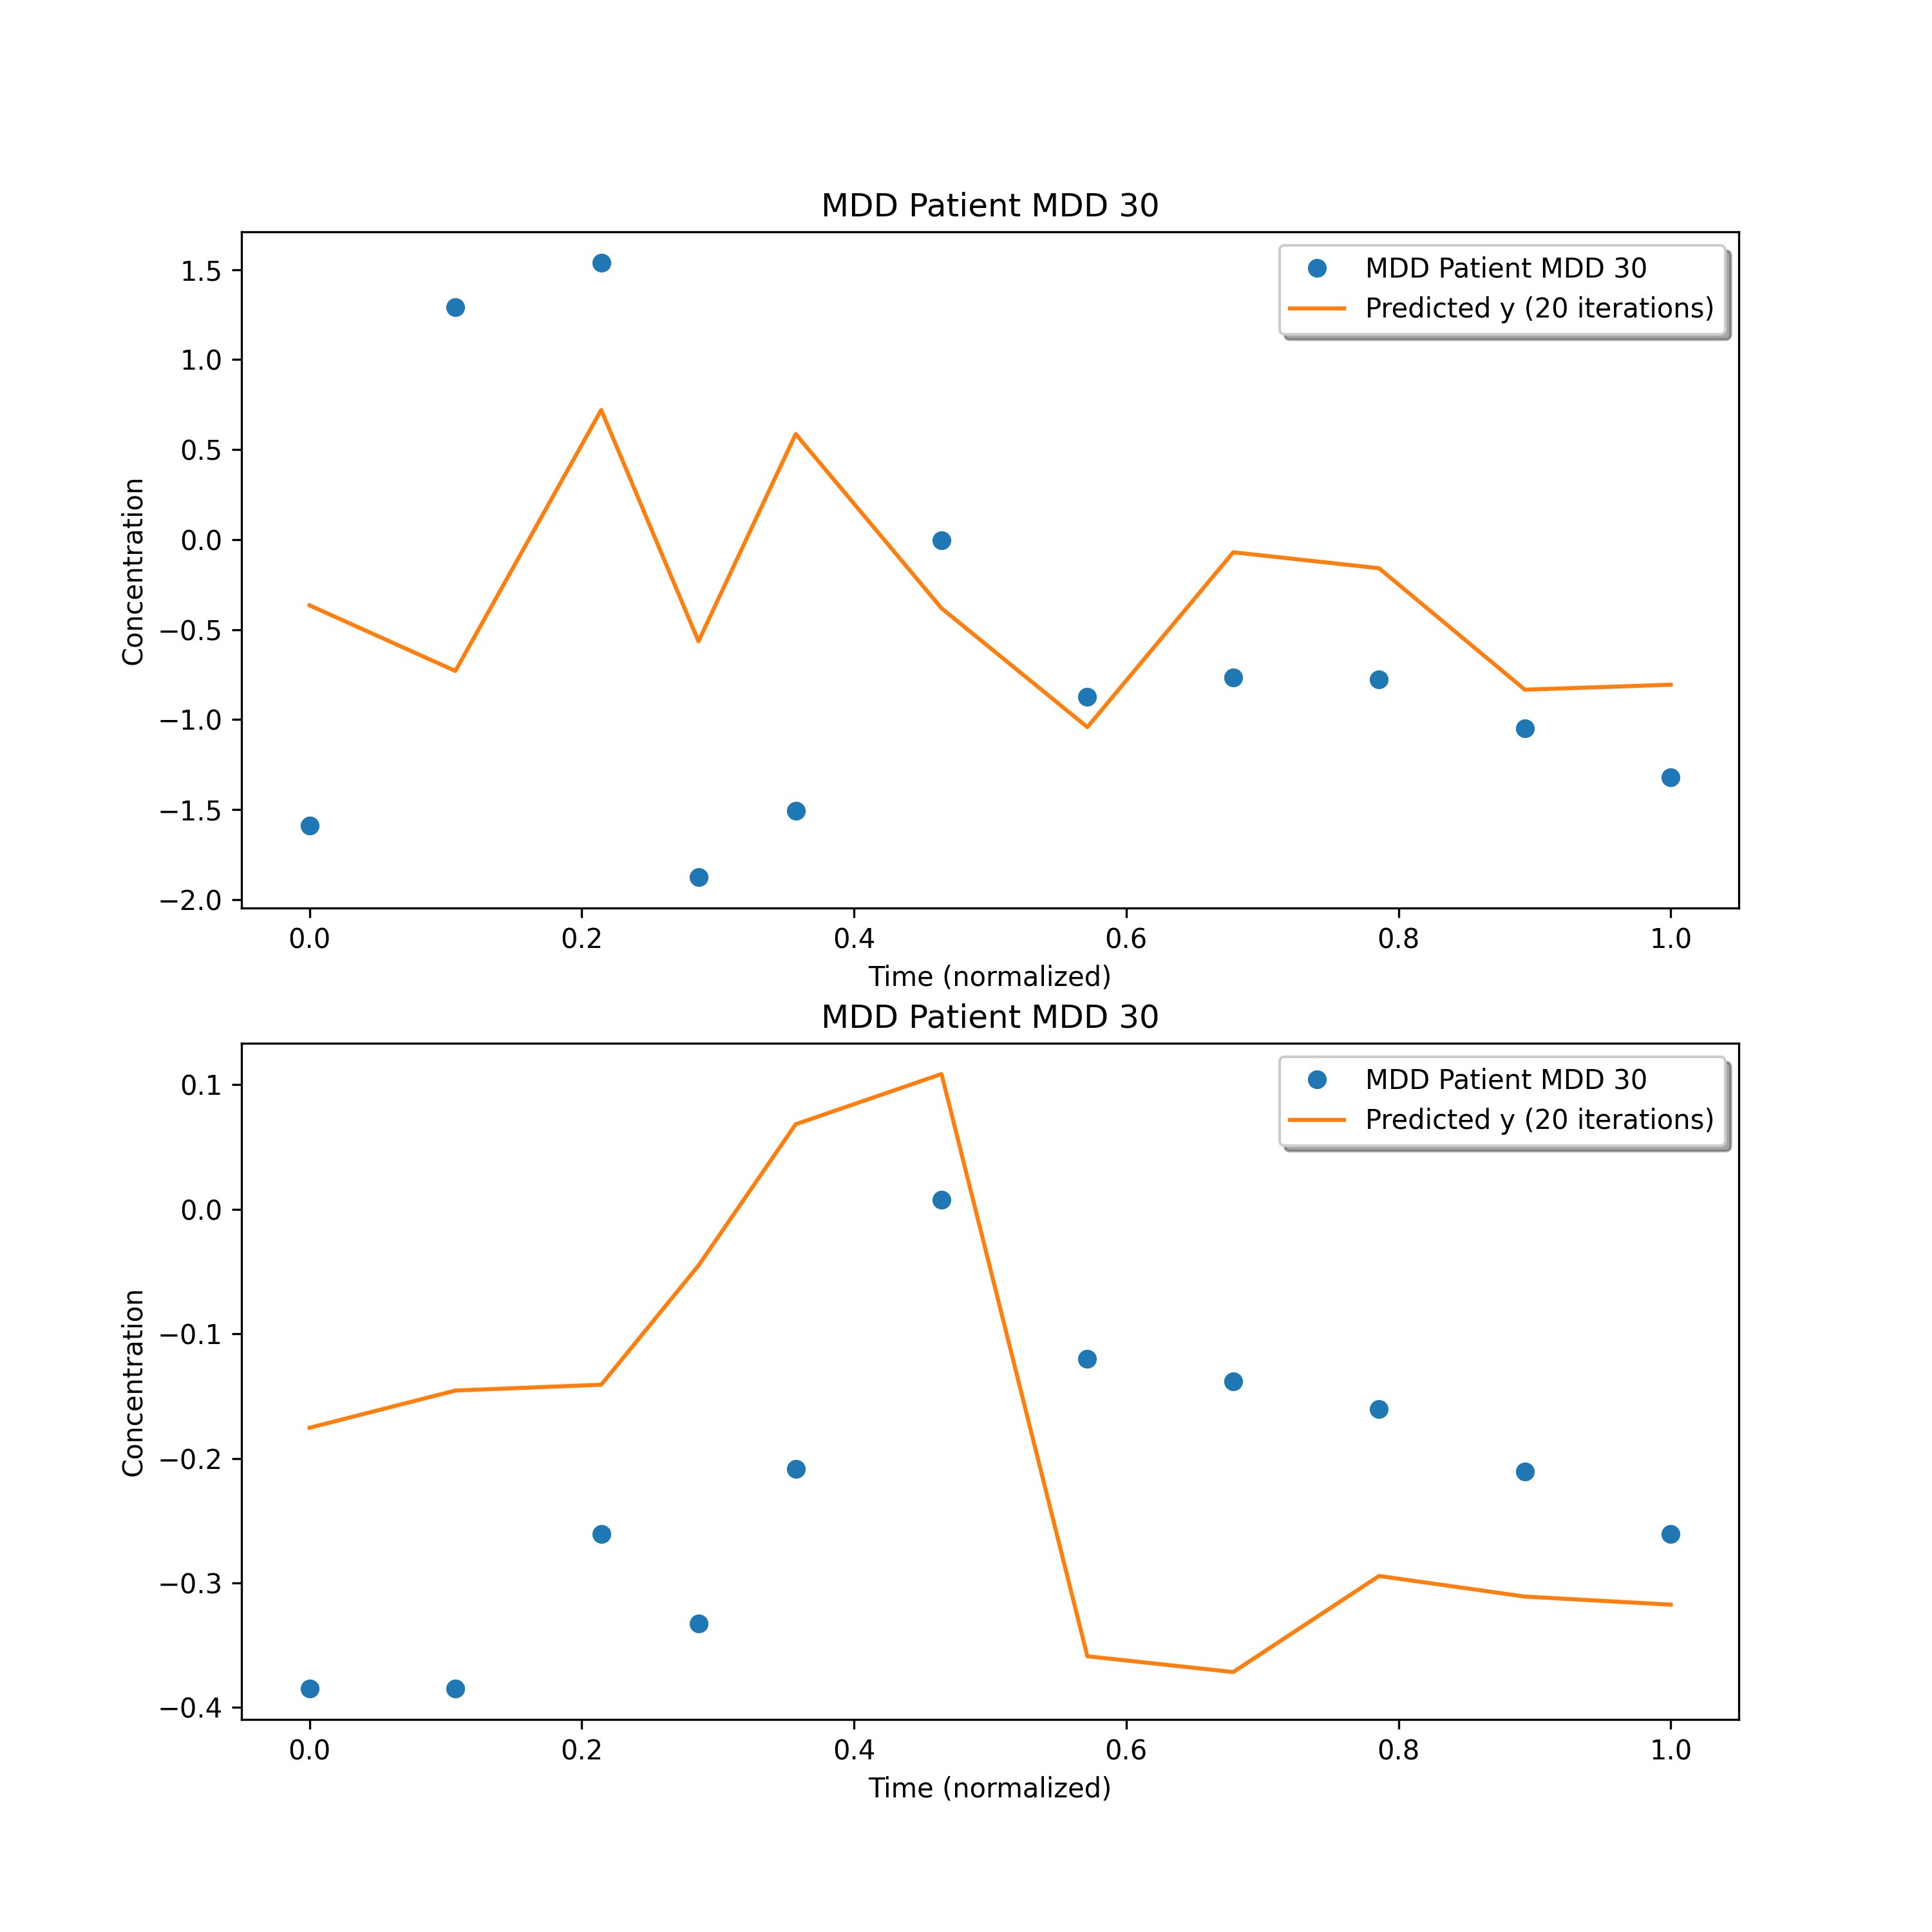 MDD Patient MDD 30
MDD Patient MDD 30
Predicted y (20 iterations)
1.5
1.0
0.5
0.0
−0.5
−1.0
−1.5
−2.0
Concentration
0.0 0.2 0.4 0.6 0.8 1.0
Time (normalized)
MDD Patient MDD 30
MDD Patient MDD 30
Predicted y (20 iterations)
0.1
0.0
−0.1
−0.2
−0.3
−0.4
Concentration
0.0 0.2 0.4 0.6 0.8 1.0
Time (normalized)